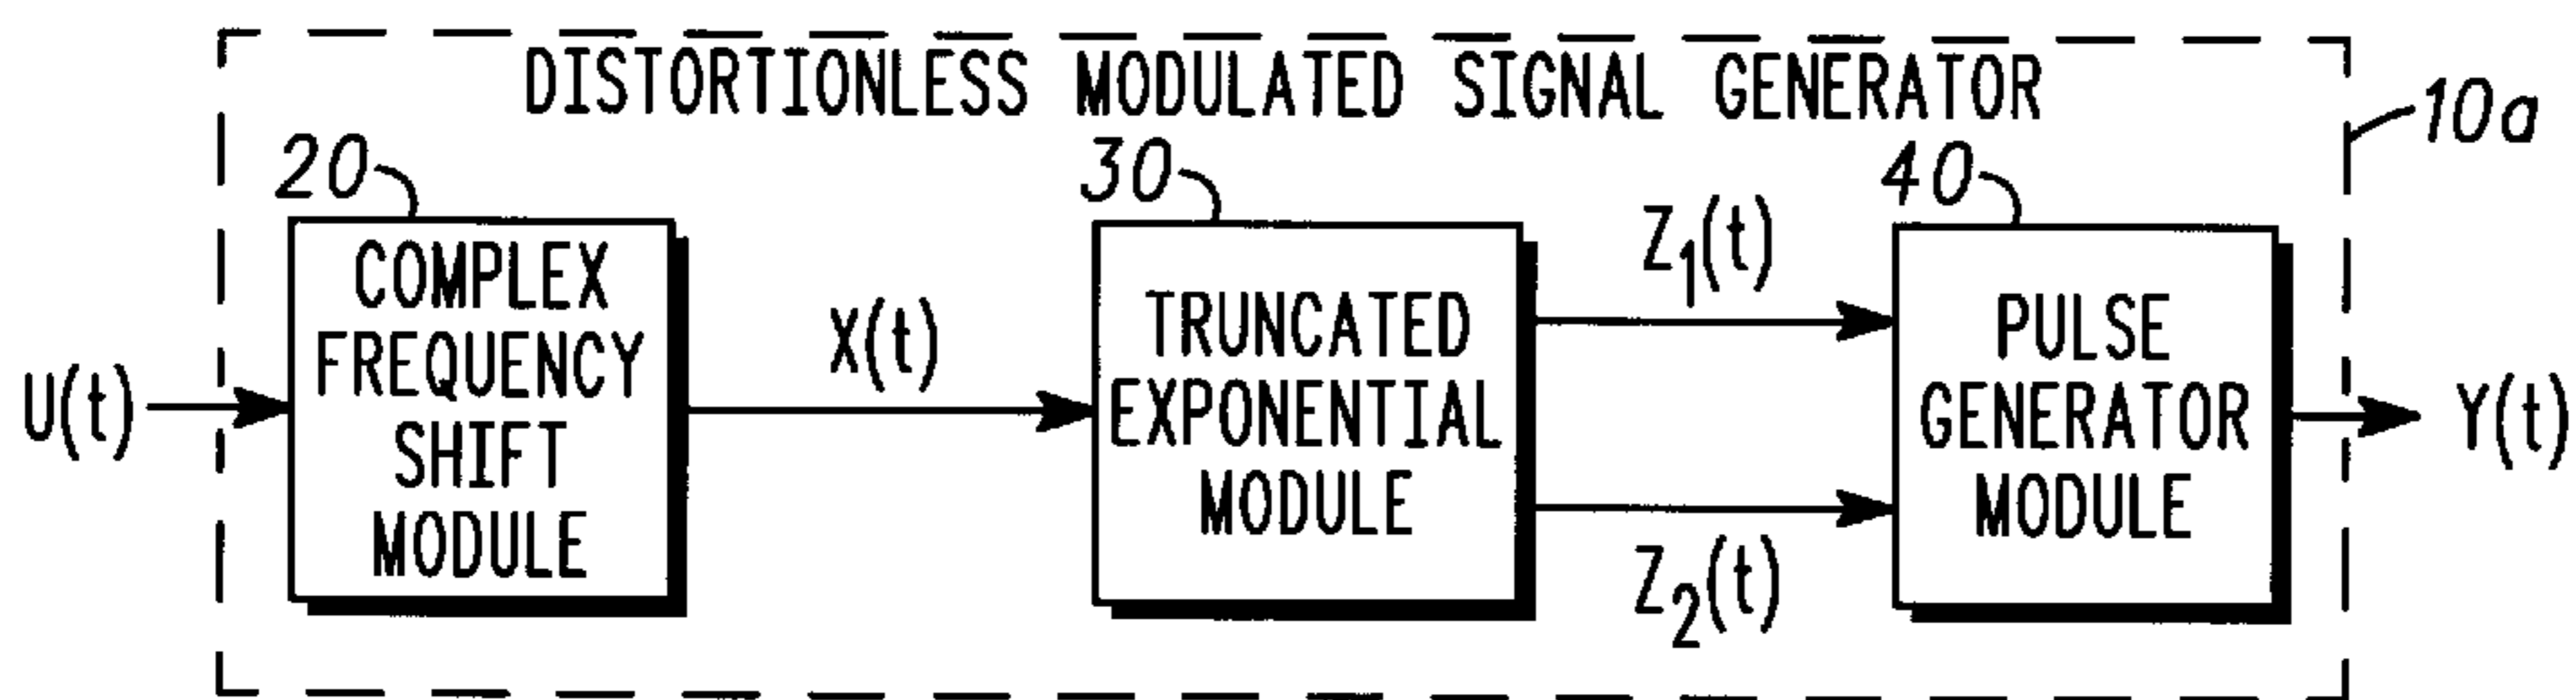 DISTORTIONLESS MODULATED SIGNAL GENERATOR
10a
20
30
40
U(t)
COMPLEX
FREQUENCY
SHIFT
MODULE
X(t)
TRUNCATED
EXPONENTIAL
MODULE
Z1(t)
Z2(t)
PULSE
GENERATOR
MODULE
Y(t)